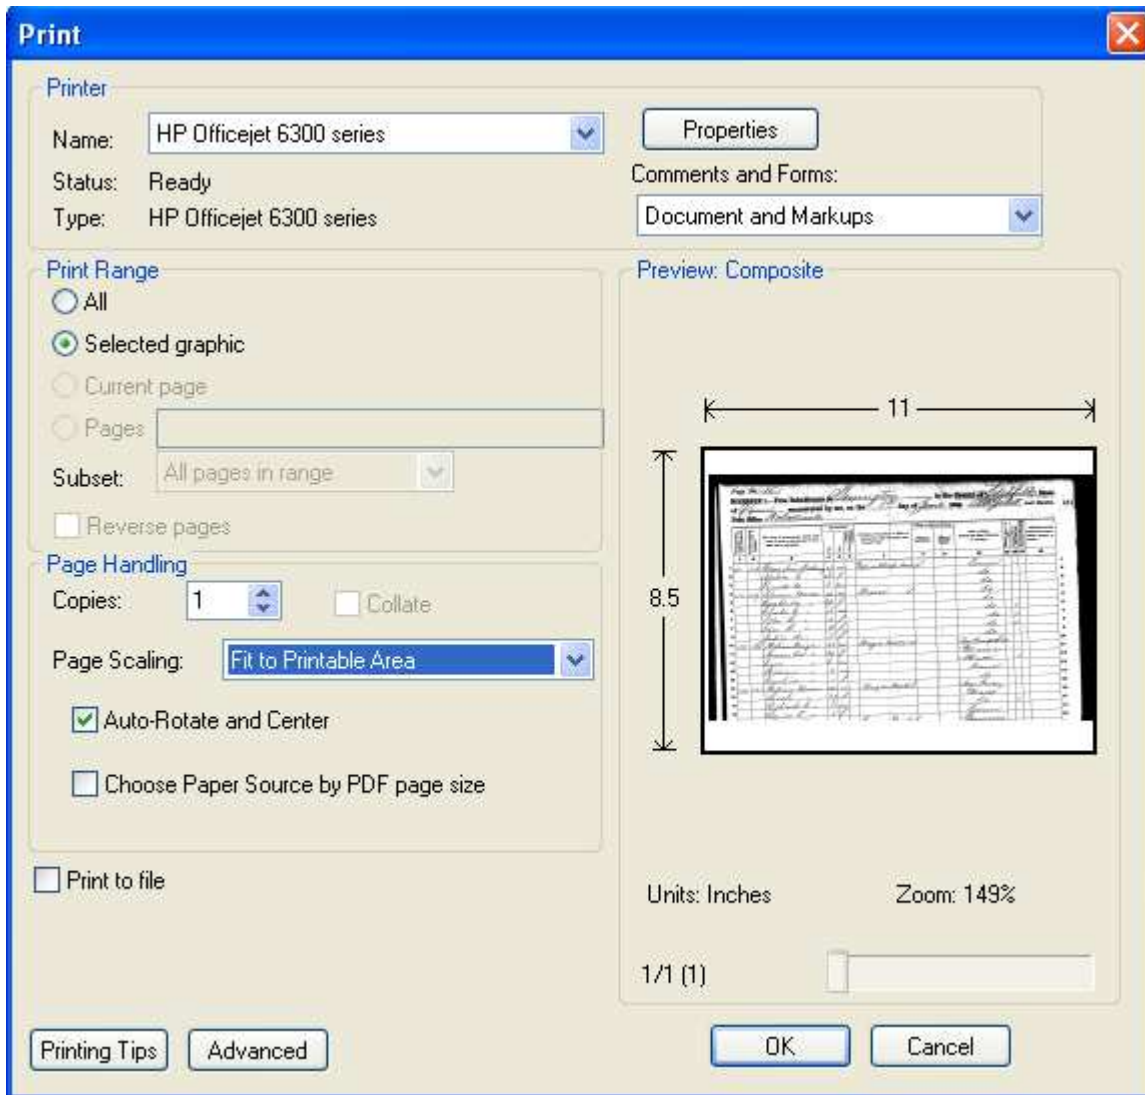 Print
Printer
Name: HP Officejet 6300 series
Properties
Status: Ready
Comments and Forms:
Type: HP Officejet 6300 series
Document and Markups
Print Range
All
Selected graphic
Current page
Pages
Subset: All pages in range
Reverse pages
Page Handling
Copies: 1 Collate
Page Scaling: Fit to Printable Area
Auto-Rotate and Center
Choose Paper Source by PDF page size
Print to file
Preview: Composite
11
8.5
Units: Inches Zoom: 149%
1/1 (1)
Printing Tips Advanced OK Cancel